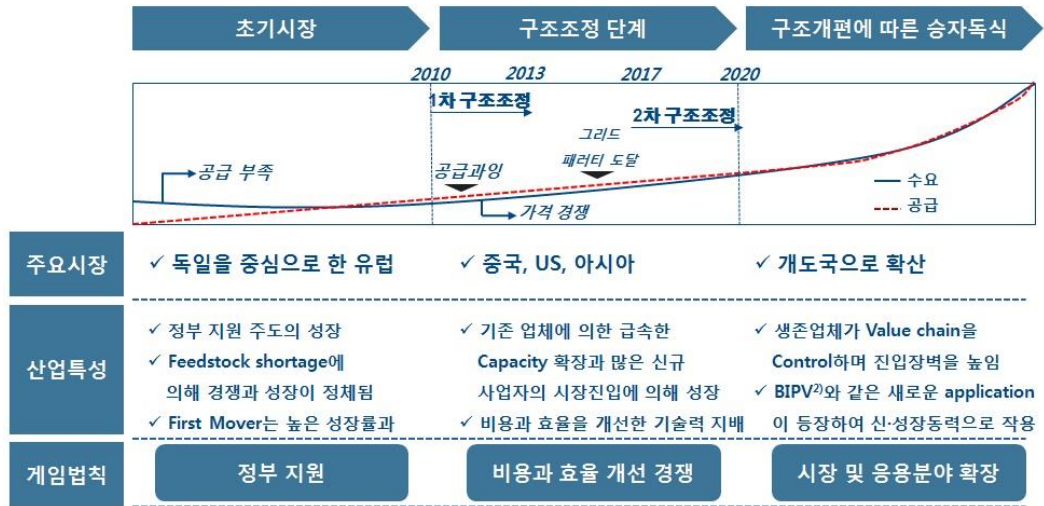 초기시장
구조조정 단계
구조개편에 따른 승자독식
2010
2013
2017
2020
1차 구조조정
2차 구조조정
그리드
패러티 도달
공급 부족
공급과잉
가격 경쟁
수요
공급
주요시장
✓ 독일을 중심으로 한 유럽
✓ 중국, US, 아시아
✓ 개도국으로 확산
산업특성
✓ 정부 지원 주도의 성장
✓ Feedstock shortage에
의해 경쟁과 성장이 정체됨
✓ First Mover는 높은 성장률과
✓ 기존 업체에 의한 급속한
Capacity 확장과 많은 신규
사업자의 시장진입에 의해 성장
✓ 비용과 효율을 개선한 기술력 지배
✓ 생존업체가 Value chain을
Control하며 진입장벽을 높임
✓ BIPV²⁾와 같은 새로운 application
이 등장하여 신·성장동력으로 작용
게임법칙
정부 지원
비용과 효율 개선 경쟁
시장 및 응용분야 확장